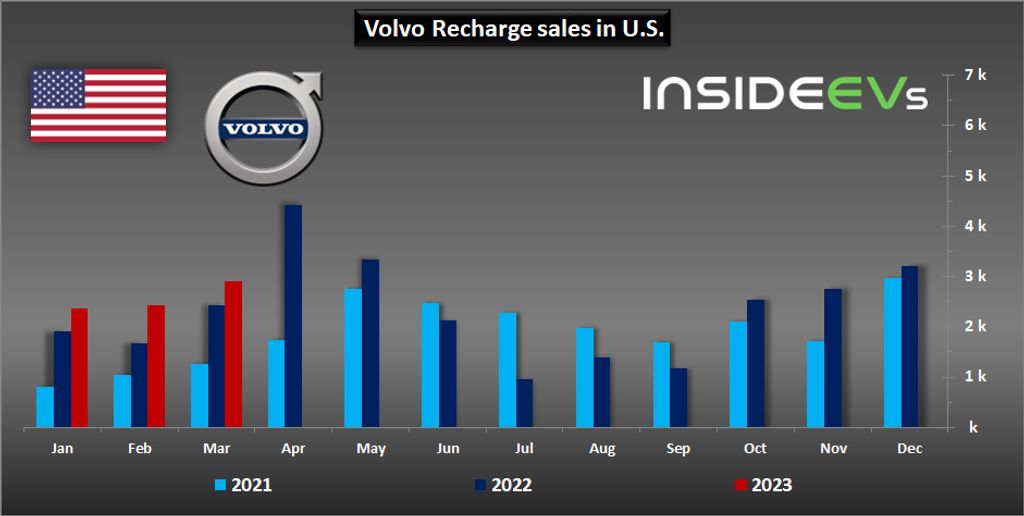 Volvo Recharge sales in U.S.
VOLVO
INSIDEEVs
7 k
6 k
5 k
4 k
3 k
2 k
1 k
k
Jan Feb Mar Apr May Jun Jul Aug Sep Oct Nov Dec
2021 2022 2023